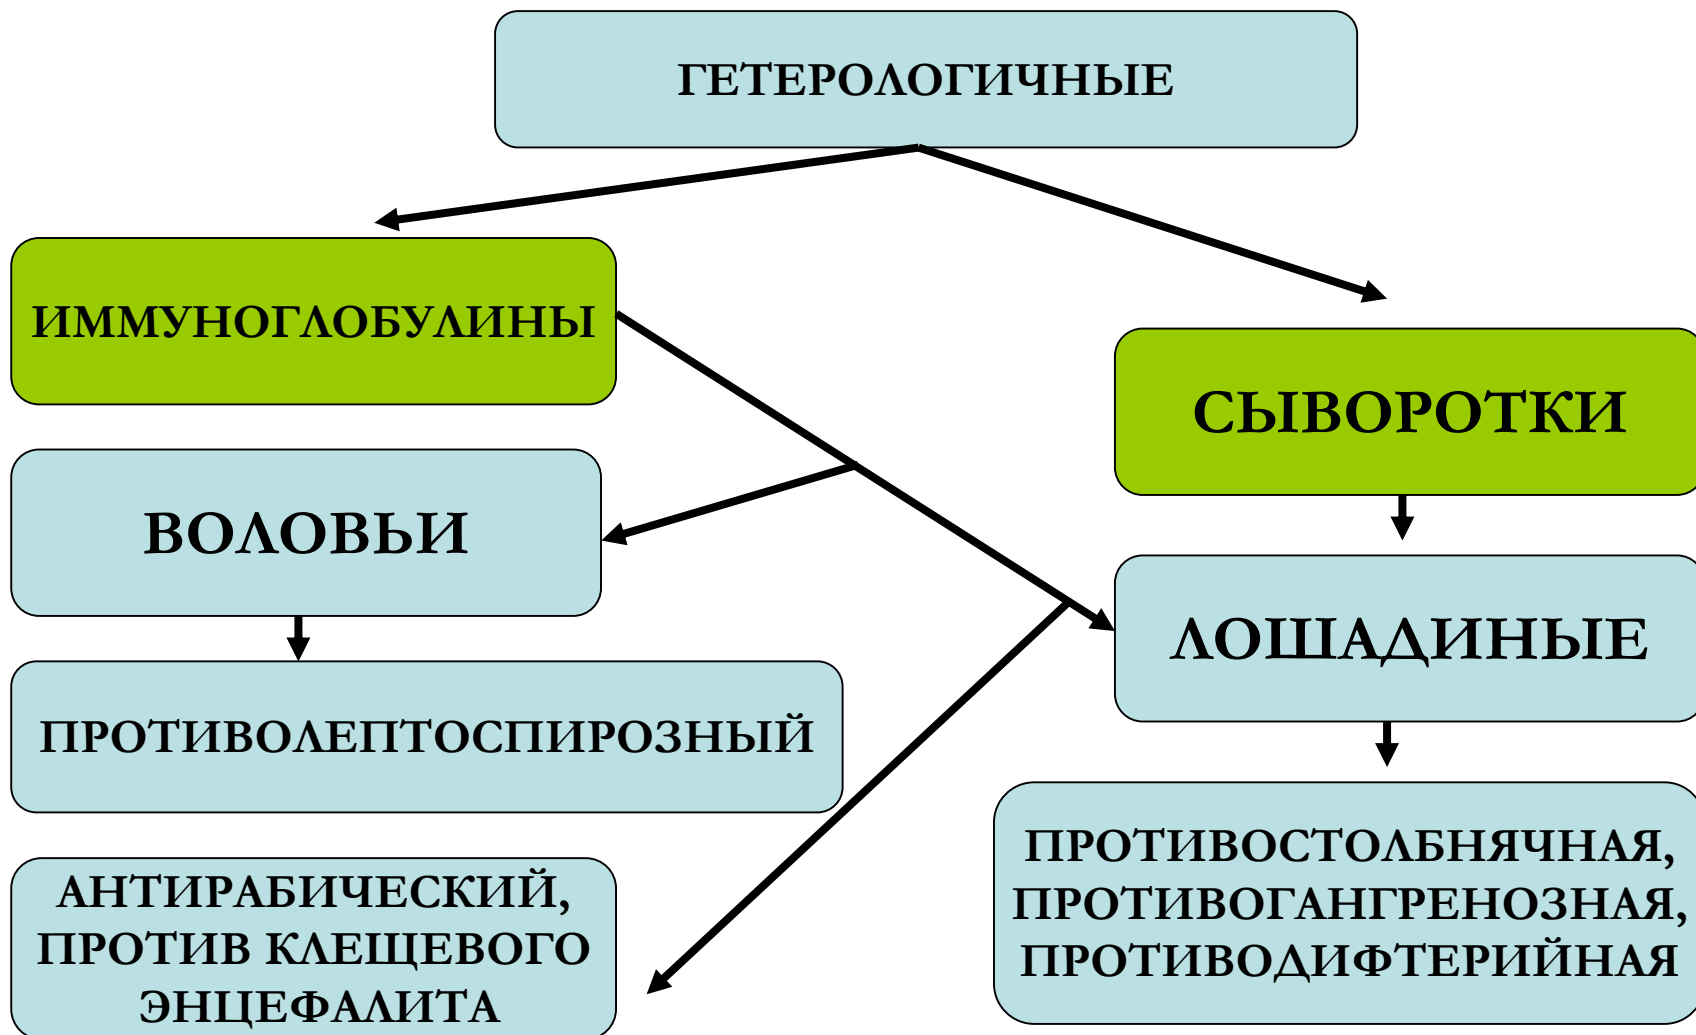 ГЕТЕРОЛОГИЧНЫЕ
ИММУНОГЛОБУЛИНЫ
СЫВОРОТКИ
ВОЛОВЬИ
ЛОШАДИНЫЕ
ПРОТИВОЛЕПТОСПИРОЗНЫЙ
АНТИРАБИЧЕСКИЙ,
ПРОТИВ КЛЕЩЕВОГО
ЭНЦЕФАЛИТА
ПРОТИВОСТОЛБНЯЧНАЯ,
ПРОТИВОГАНГРЕНОЗНАЯ,
ПРОТИВОДИФТЕРИЙНАЯ